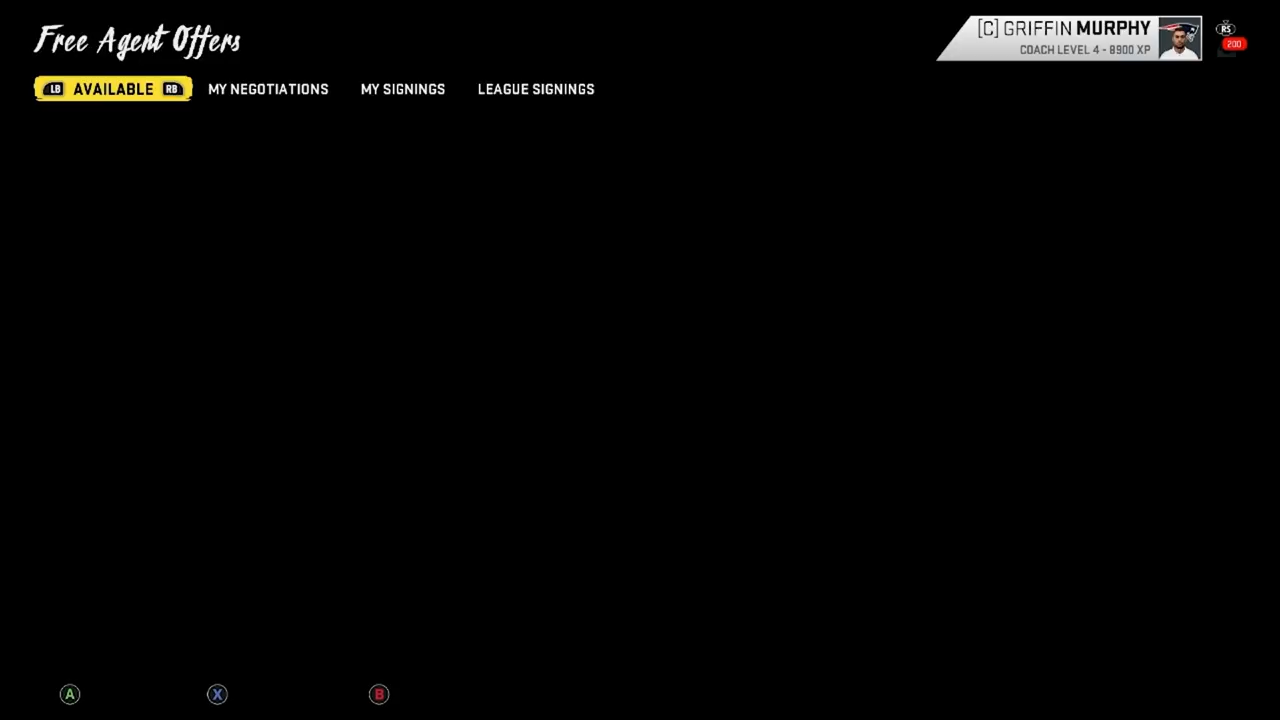 Free Agent Offers
[C] GRIFFIN MURPHY
COACH LEVEL 4 - 8900 XP
RS
200
LB AVAILABLE RB MY NEGOTIATIONS MY SIGNINGS LEAGUE SIGNINGS
A X B